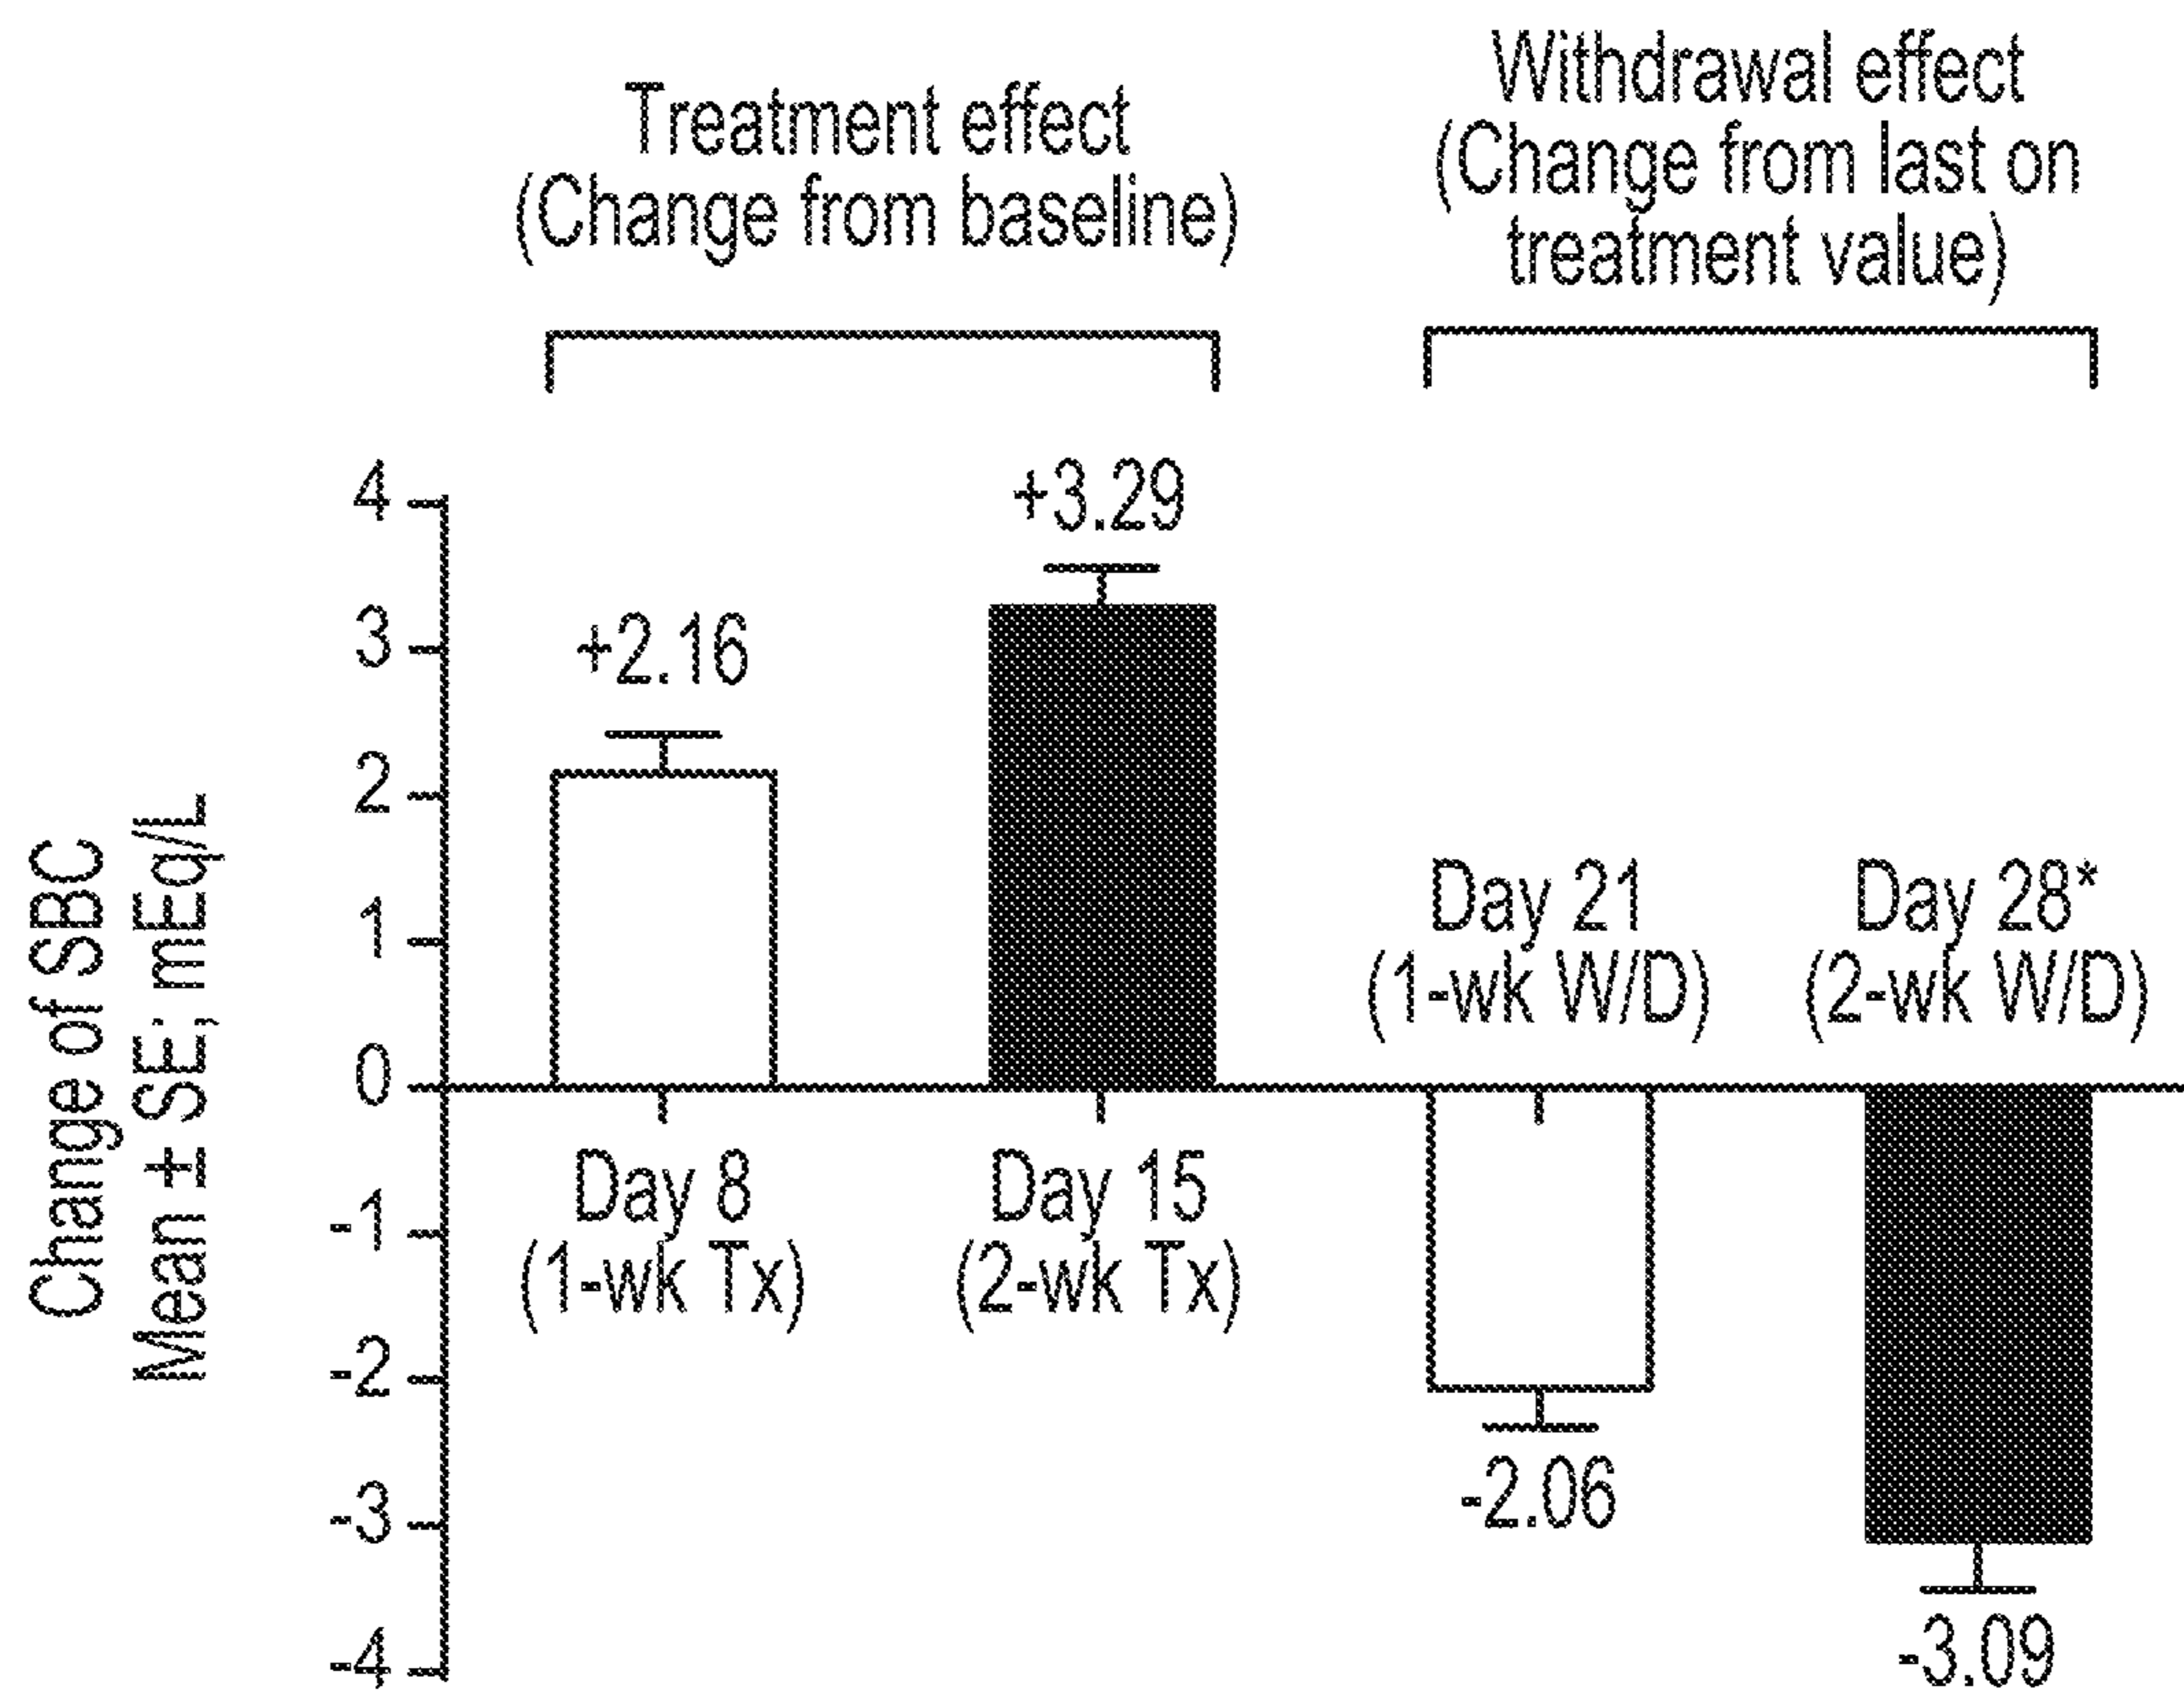 Treatment effect
(Change from baseline)
Withdrawal effect
(Change from last on
treatment value)
Change of SBC
Mean ± SE; mEq/L
4
3
2
1
0
-1
-2
-3
-4
+2.16
+3.29
Day 8
(1-wk Tx)
Day 15
(2-wk Tx)
Day 21
(1-wk W/D)
Day 28*
(2-wk W/D)
-2.06
-3.09